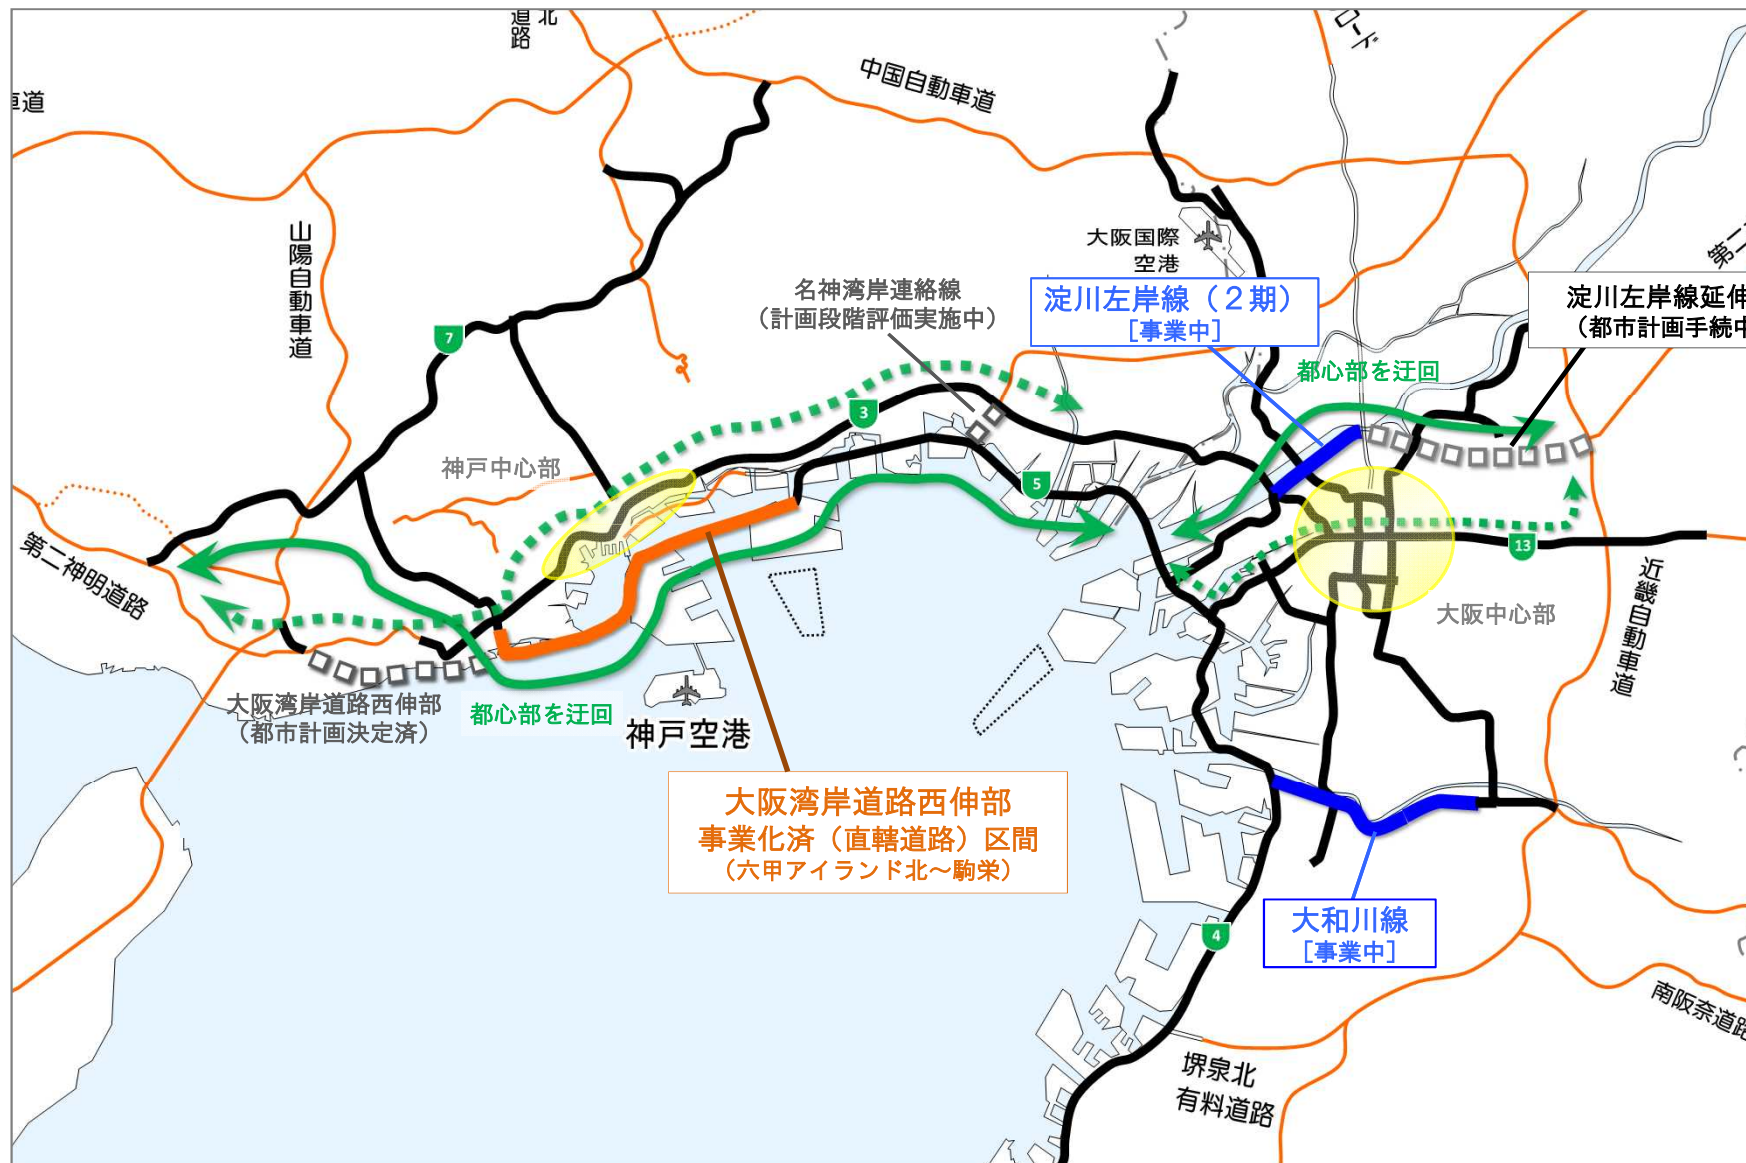 北
道路
ロード
中国自動車道
車道
山陽自動車道
大阪国際
空港
第二
名神湾岸連絡線
（計画段階評価実施中）
淀川左岸線（２期）
［事業中］
淀川左岸線延伸
（都市計画手続中
7
都心部を迂回
3
神戸中心部
5
第二神明道路
13
近畿自動車道
大阪中心部
大阪湾岸道路西伸部
（都市計画決定済）
都心部を迂回
神戸空港
大阪湾岸道路西伸部
事業化済（直轄道路）区間
（六甲アイランド北～駒栄）
大和川線
［事業中］
4
南阪奈道路
堺泉北
有料道路